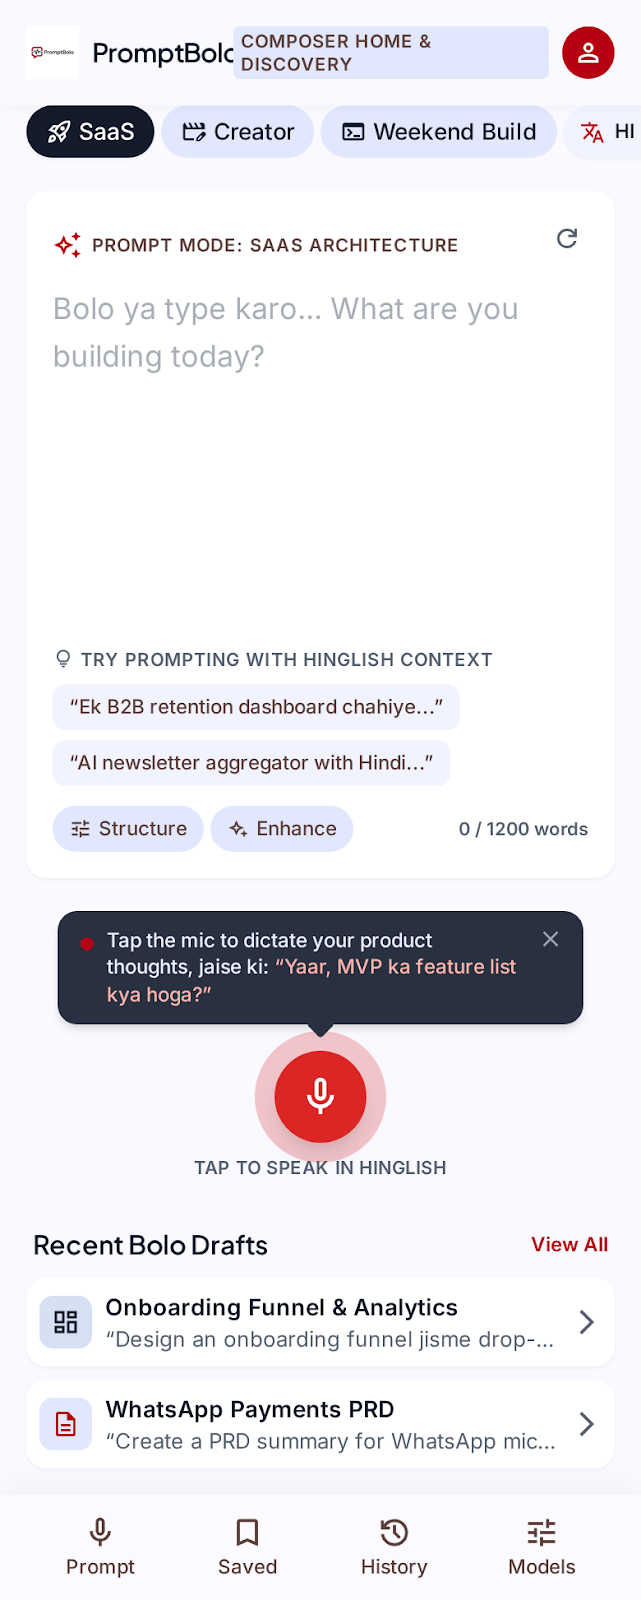 PromptBolo
PromptBolo
COMPOSER HOME &
DISCOVERY
SaaS
Creator
Weekend Build
HI
PROMPT MODE: SAAS ARCHITECTURE
Bolo ya type karo... What are you
building today?
TRY PROMPTING WITH HINGLISH CONTEXT
“Ek B2B retention dashboard chahiye...”
“AI newsletter aggregator with Hindi...”
Structure
Enhance
0 / 1200 words
Tap the mic to dictate your product
thoughts, jaise ki: “Yaar, MVP ka feature list
kya hoga?”
TAP TO SPEAK IN HINGLISH
Recent Bolo Drafts
View All
Onboarding Funnel & Analytics
“Design an onboarding funnel jisme drop-...
WhatsApp Payments PRD
“Create a PRD summary for WhatsApp mic...
Prompt
Saved
History
Models